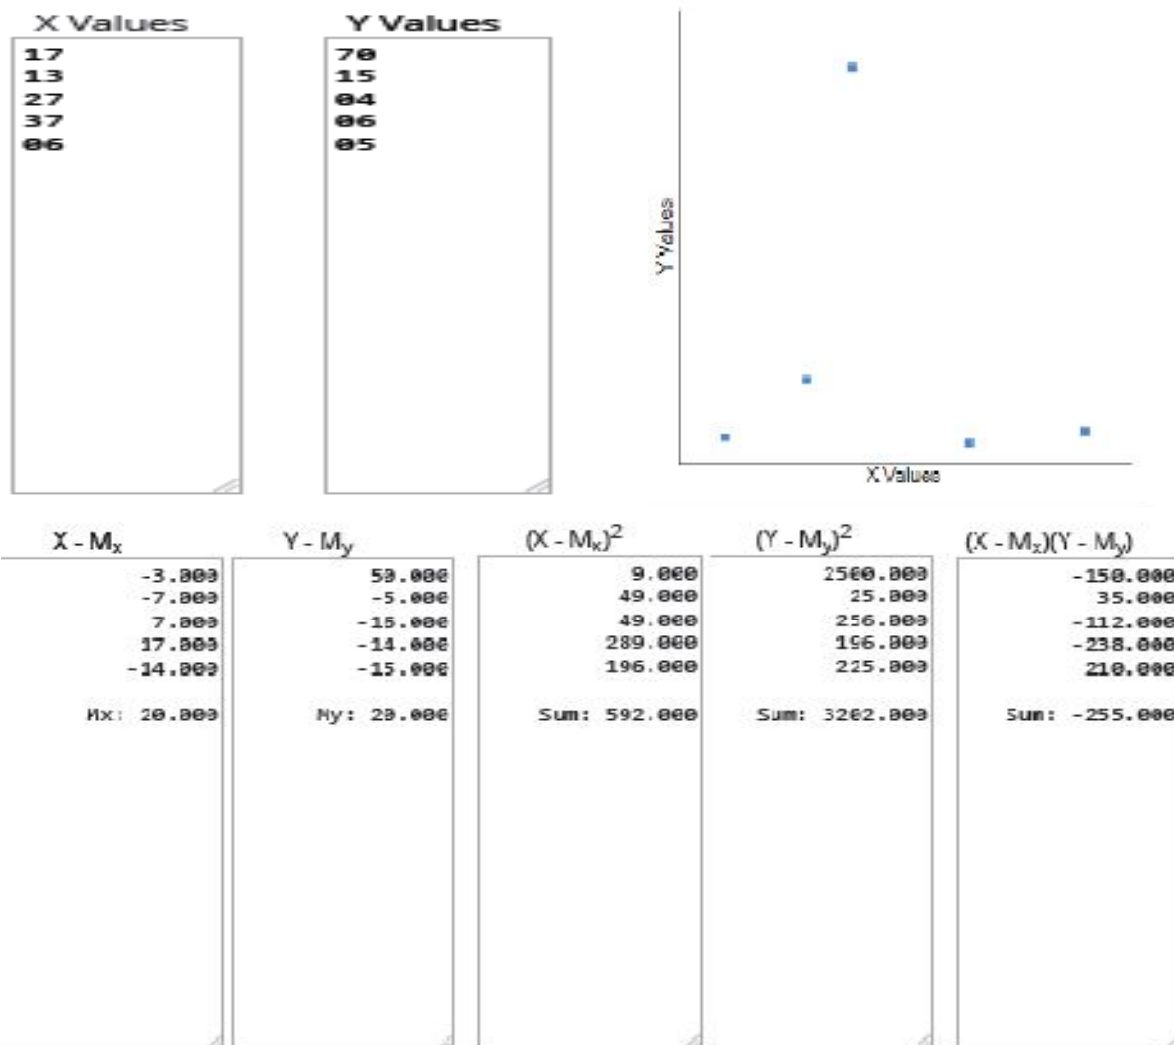 X Values
17
13
27
37
06
Y Values
70
15
04
06
05
Y Values
X Values
X - Mx
-3.000
-7.000
7.000
17.000
-14.000
Mx: 20.000
Y - My
50.000
-5.000
-16.000
-14.000
-15.000
My: 20.000
(X - Mx)2
9.000
49.000
49.000
289.000
196.000
Sum: 592.000
(Y - My)2
2500.000
25.000
256.000
196.000
225.000
Sum: 3202.000
(X - Mx)(Y - My)
-150.000
35.000
-112.000
-238.000
210.000
Sum: -255.000